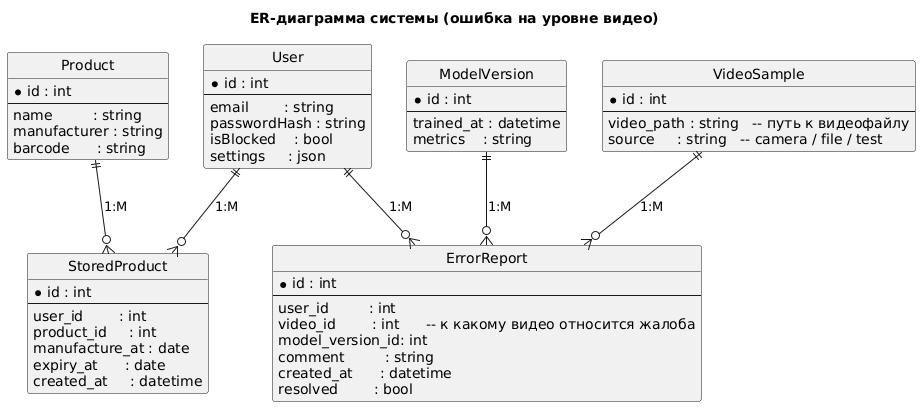 ER-диаграмма системы (ошибка на уровне видео)
Product
id : int
name : string
manufacturer : string
barcode : string
User
id : int
email : string
passwordHash : string
isBlocked : bool
settings : json
ModelVersion
id : int
trained_at : datetime
metrics : string
VideoSample
id : int
video_path : string -- путь к видеофайлу
source : string -- camera / file / test
1:M
1:M
1:M
1:M
1:M
StoredProduct
id : int
user_id : int
product_id : int
manufacture_at : date
expiry_at : date
created_at : datetime
ErrorReport
id : int
user_id : int
video_id : int -- к какому видео относится жалоба
model_version_id: int
comment : string
created_at : datetime
resolved : bool